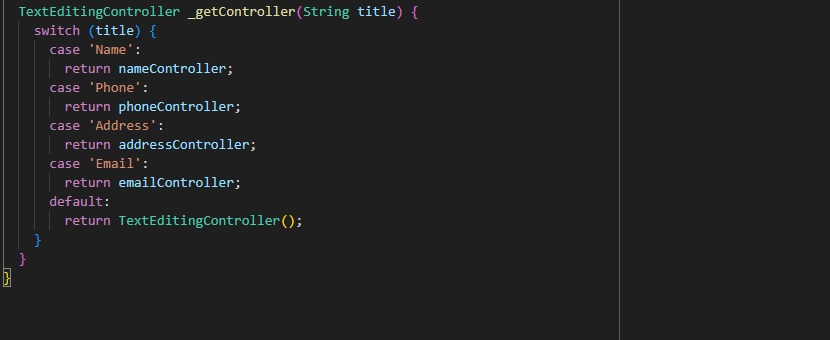 TextEditingController _getController(String title) {
switch (title) {
case 'Name':
return nameController;
case 'Phone':
return phoneController;
case 'Address':
return addressController;
case 'Email':
return emailController;
default:
return TextEditingController();
}
}
}